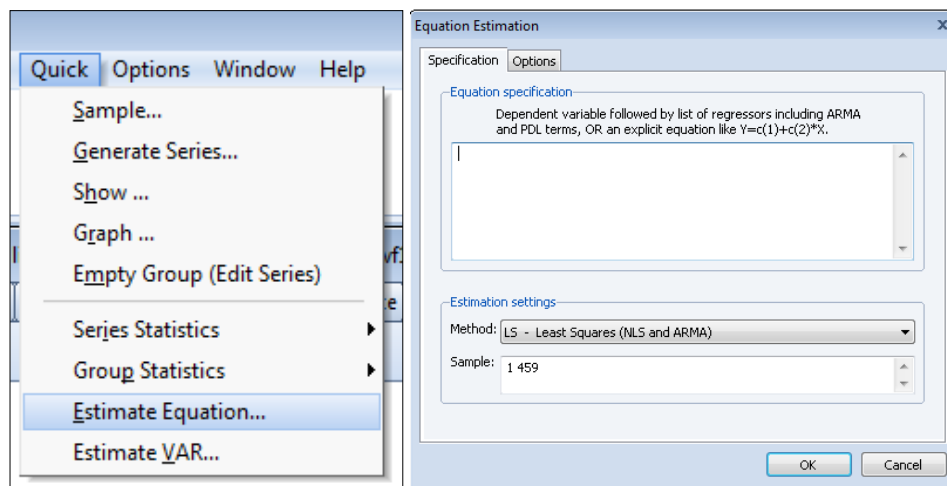 Quick Options Window Help
Sample...
Generate Series...
Show ...
Graph ...
Empty Group (Edit Series)
Series Statistics
Group Statistics
Estimate Equation...
Estimate VAR...
Equation Estimation
Specification Options
Equation specification
Dependent variable followed by list of regressors including ARMA
and PDL terms, OR an explicit equation like Y=c(1)+c(2)*X.
Estimation settings
Method: LS - Least Squares (NLS and ARMA)
Sample: 1 459
OK Cancel